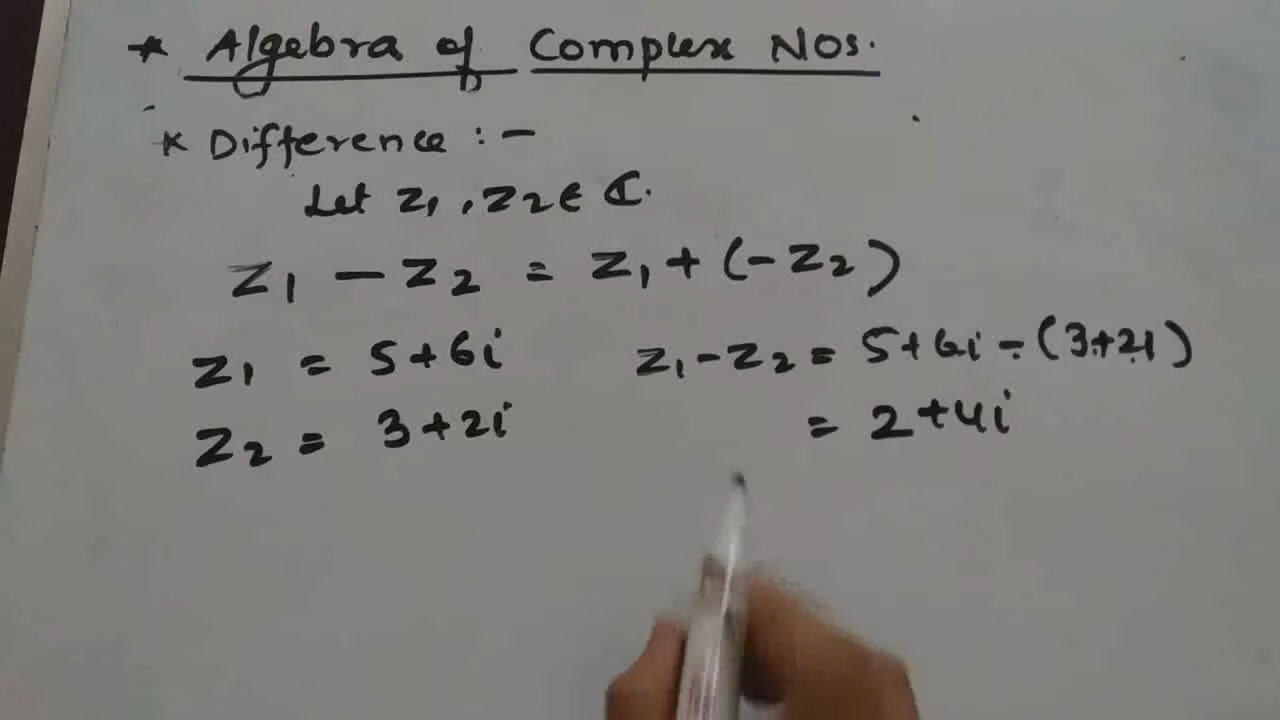 * Algebra of Complex Nos.
* Difference :-
Let z₁, z₂ ∈ ℂ.
z₁ - z₂ = z₁ + (-z₂)
z₁ = 5+6i
z₂ = 3+2i
z₁-z₂ = 5+6i - (3+2i)
= 2+4i